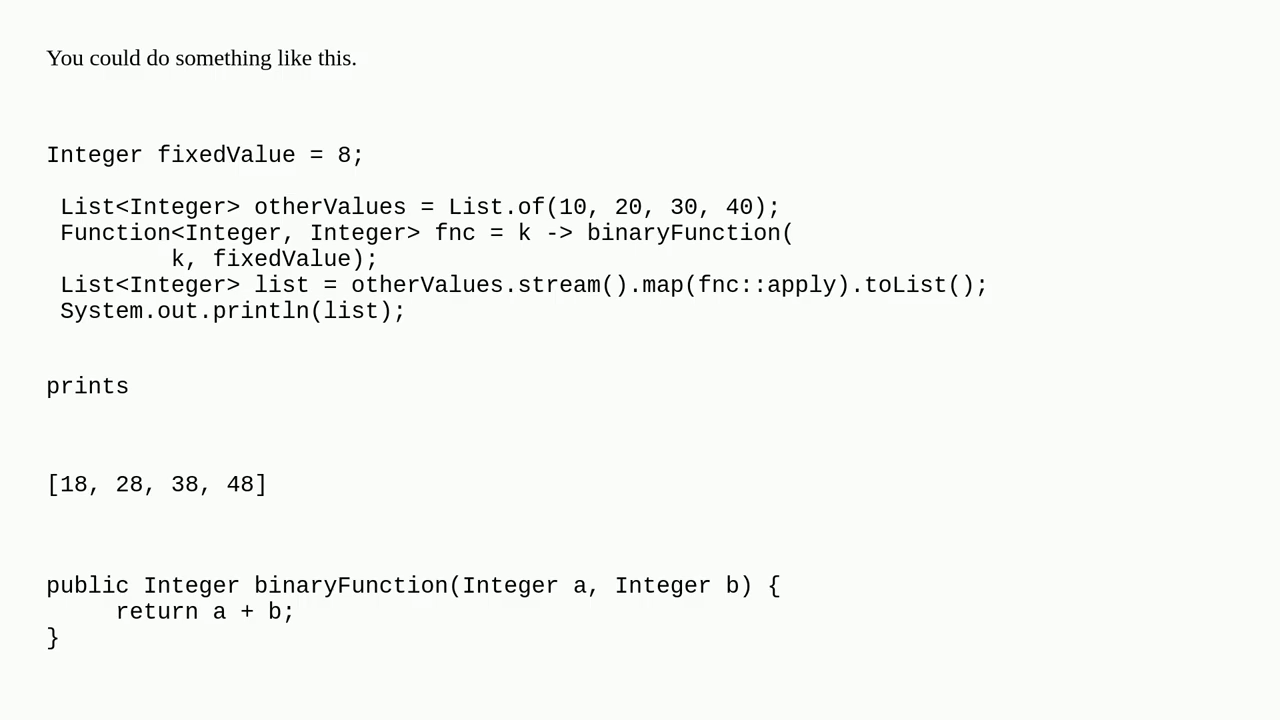 You could do something like this.
Integer fixedValue = 8;
List<Integer> otherValues = List.of(10, 20, 30, 40);
Function<Integer, Integer> fnc = k -> binaryFunction(
k, fixedValue);
List<Integer> list = otherValues.stream().map(fnc::apply).toList();
System.out.println(list);
prints
[18, 28, 38, 48]
public Integer binaryFunction(Integer a, Integer b) {
return a + b;
}